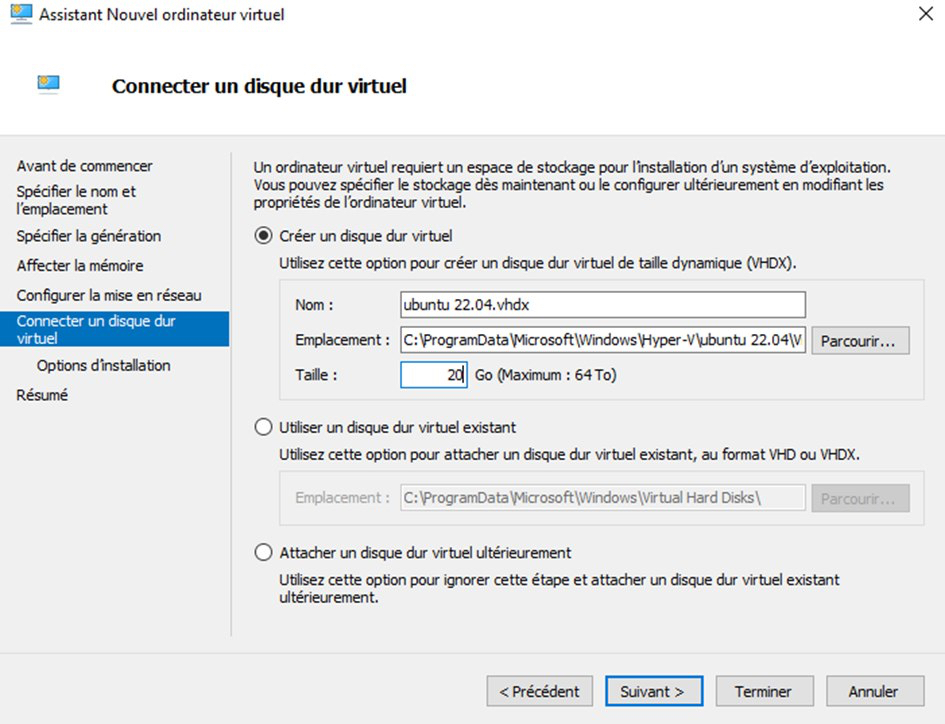 Assistant Nouvel ordinateur virtuel
Connecter un disque dur virtuel
Avant de commencer
Spécifier le nom et
l'emplacement
Spécifier la génération
Affecter la mémoire
Configurer la mise en réseau
Connecter un disque dur
virtuel
Options d'installation
Résumé
Un ordinateur virtuel requiert un espace de stockage pour l'installation d'un système d'exploitation.
Vous pouvez spécifier le stockage dès maintenant ou le configurer ultérieurement en modifiant les
propriétés de l'ordinateur virtuel.
Créer un disque dur virtuel
Utilisez cette option pour créer un disque dur virtuel de taille dynamique (VHDX).
Nom : ubuntu 22.04.vhdx
Emplacement : C:\ProgramData\Microsoft\Windows\Hyper-V\ubuntu 22.04\V Parcourir...
Taille : 20 Go (Maximum : 64 To)
Utiliser un disque dur virtuel existant
Utilisez cette option pour attacher un disque dur virtuel existant, au format VHD ou VHDX.
Emplacement : C:\ProgramData\Microsoft\Windows\Virtual Hard Disks\ Parcourir...
Attacher un disque dur virtuel ultérieurement
Utilisez cette option pour ignorer cette étape et attacher un disque dur virtuel existant
ultérieurement.
< Précédent Suivant > Terminer Annuler